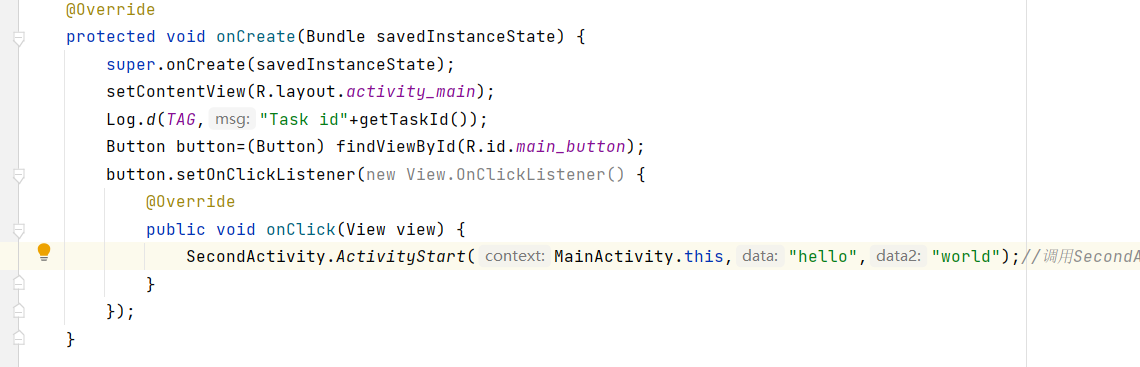 @Override
protected void onCreate(Bundle savedInstanceState) {
super.onCreate(savedInstanceState);
setContentView(R.layout.activity_main);
Log.d(TAG, msg: "Task id"+getTaskId());
Button button=(Button) findViewById(R.id.main_button);
button.setOnClickListener(new View.OnClickListener() {
@Override
public void onClick(View view) {
SecondActivity.ActivityStart( context: MainActivity.this, data: "hello", data2: "world");//调用SecondA
}
});
}